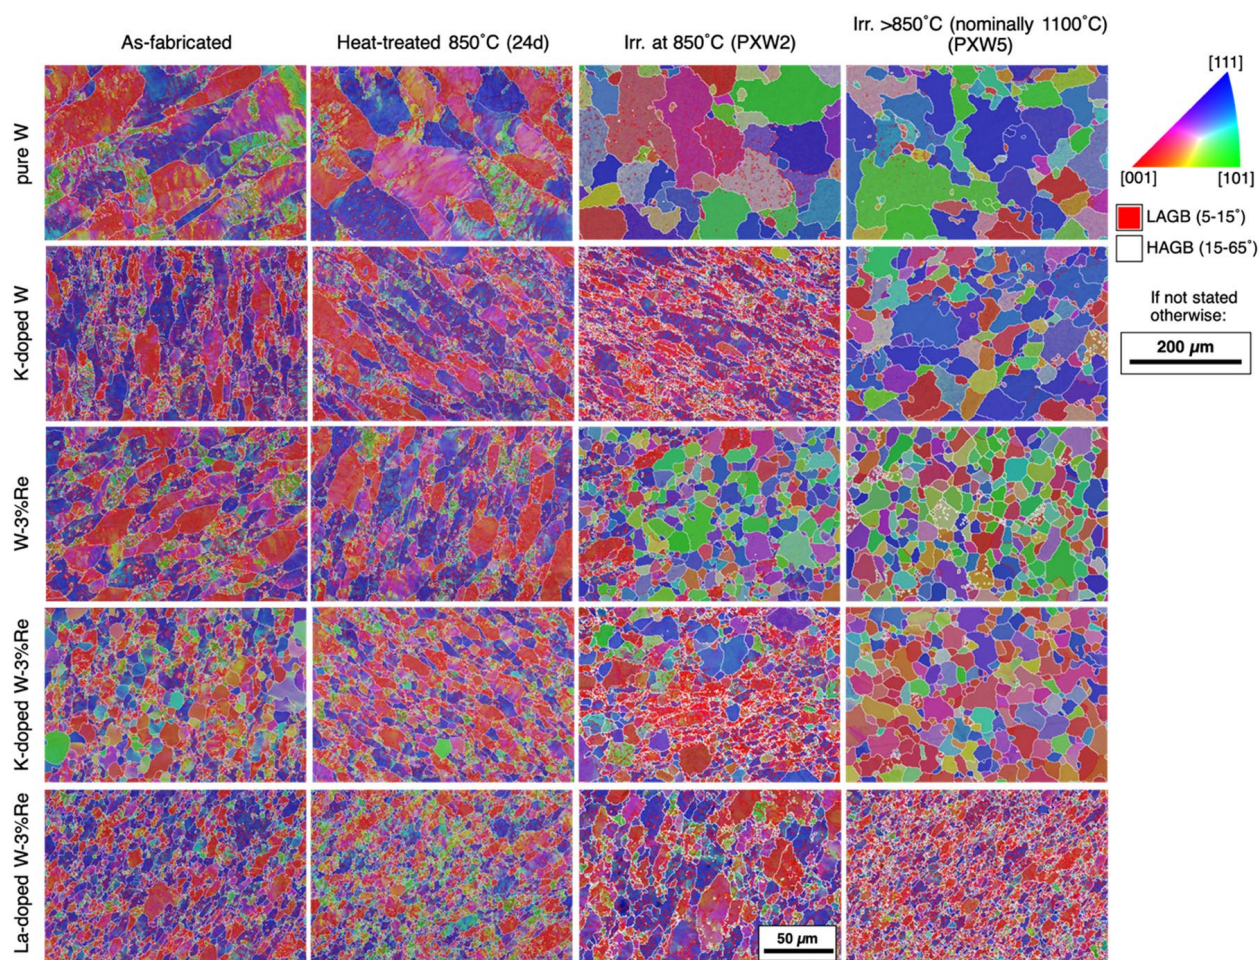 As-fabricated
Heat-treated 850˚C (24d)
Irr. at 850˚C (PXW2)
Irr. >850˚C (nominally 1100˚C)
(PXW5)
pure W
K-doped W
W-3%Re
K-doped W-3%Re
La-doped W-3%Re
[111]
[001]
[101]
LAGB (5-15˚)
HAGB (15-65˚)
If not stated
otherwise:
200 µm
50 µm